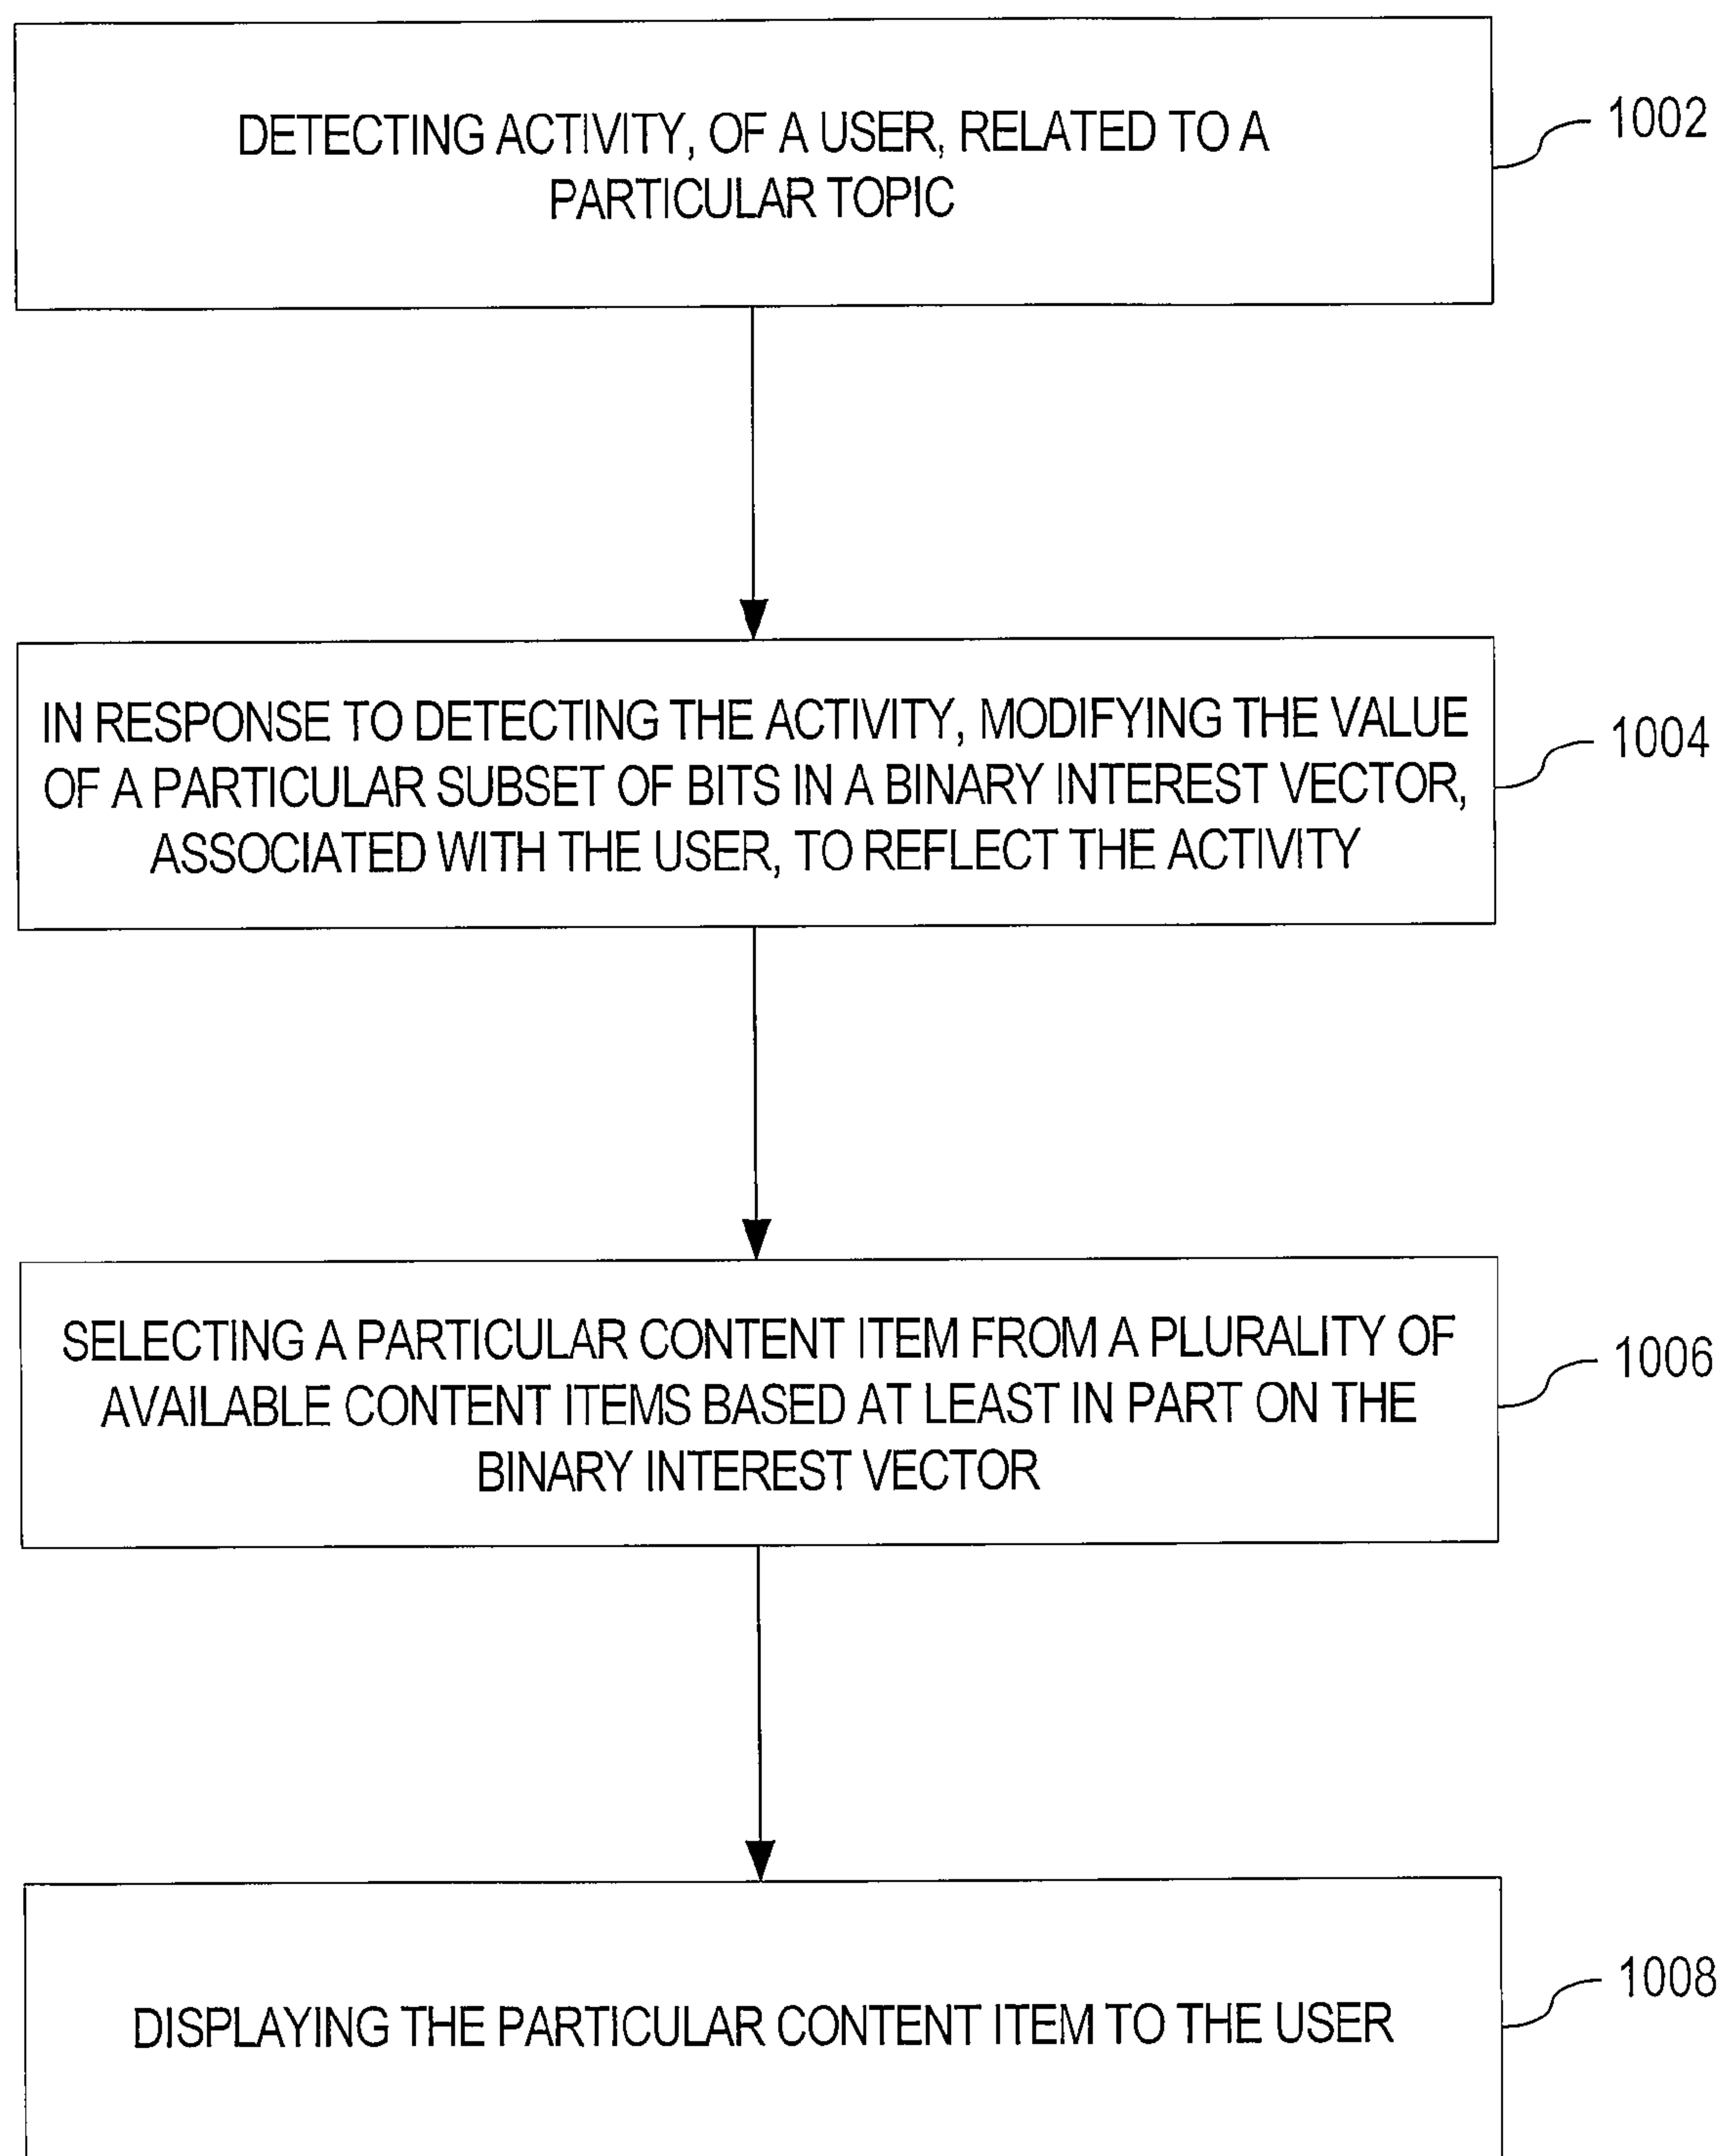 DETECTING ACTIVITY, OF A USER, RELATED TO A
PARTICULAR TOPIC
1002
IN RESPONSE TO DETECTING THE ACTIVITY, MODIFYING THE VALUE
OF A PARTICULAR SUBSET OF BITS IN A BINARY INTEREST VECTOR,
ASSOCIATED WITH THE USER, TO REFLECT THE ACTIVITY
1004
SELECTING A PARTICULAR CONTENT ITEM FROM A PLURALITY OF
AVAILABLE CONTENT ITEMS BASED AT LEAST IN PART ON THE
BINARY INTEREST VECTOR
1006
DISPLAYING THE PARTICULAR CONTENT ITEM TO THE USER
1008